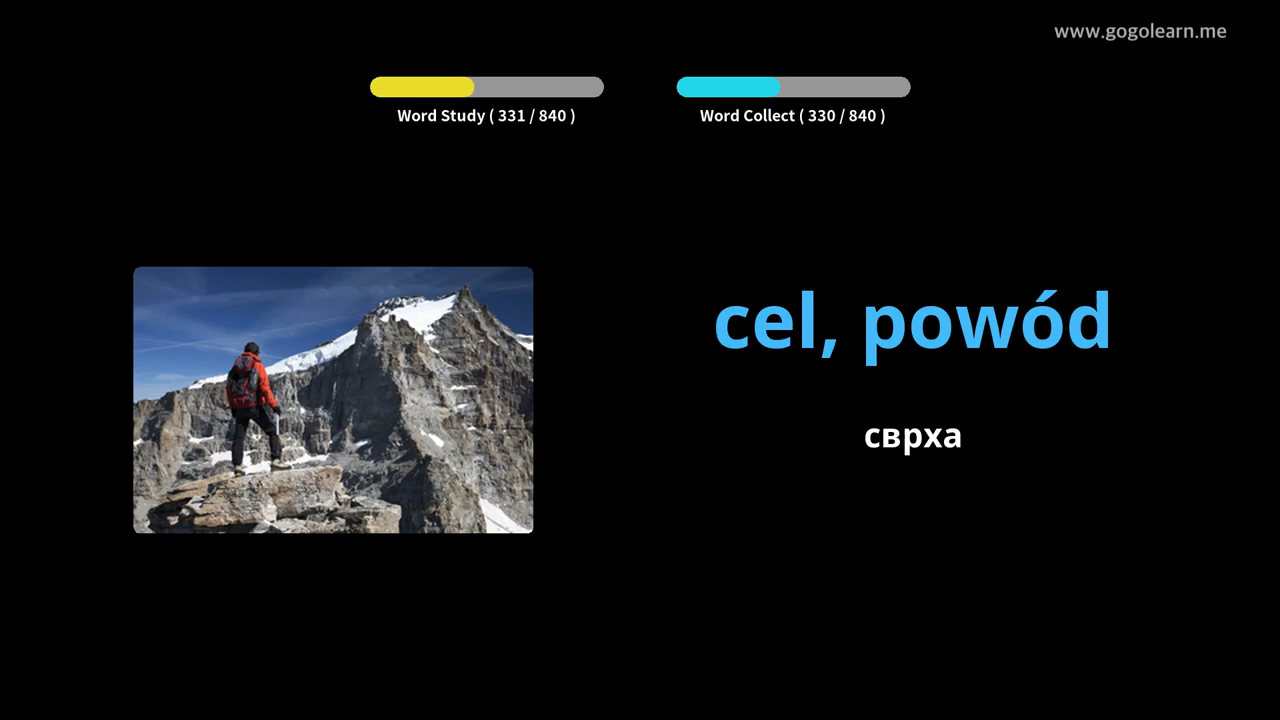 www.gogolearn.me
Word Study ( 331 / 840 )
Word Collect ( 330 / 840 )
cel, powód
сврха